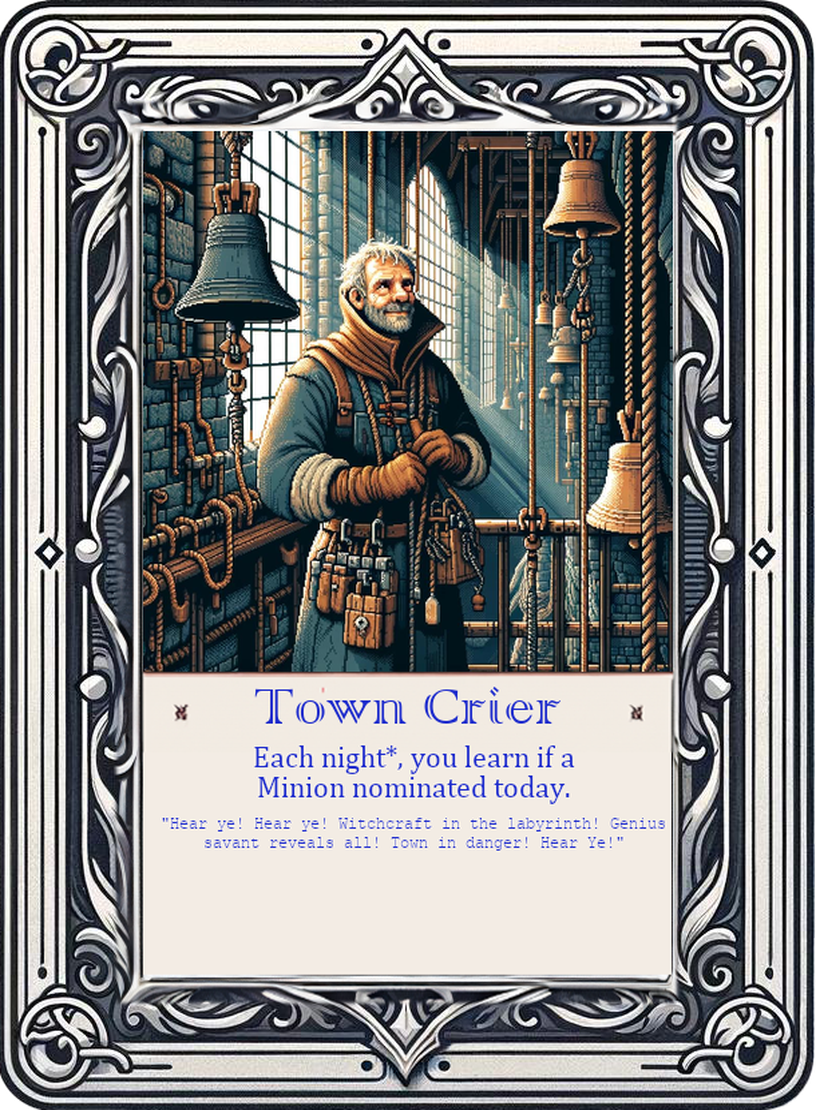 Town Crier
Each night*, you learn if a
Minion nominated today.
"Hear ye! Hear ye! Witchcraft in the labyrinth! Genius
savant reveals all! Town in danger! Hear Ye!"